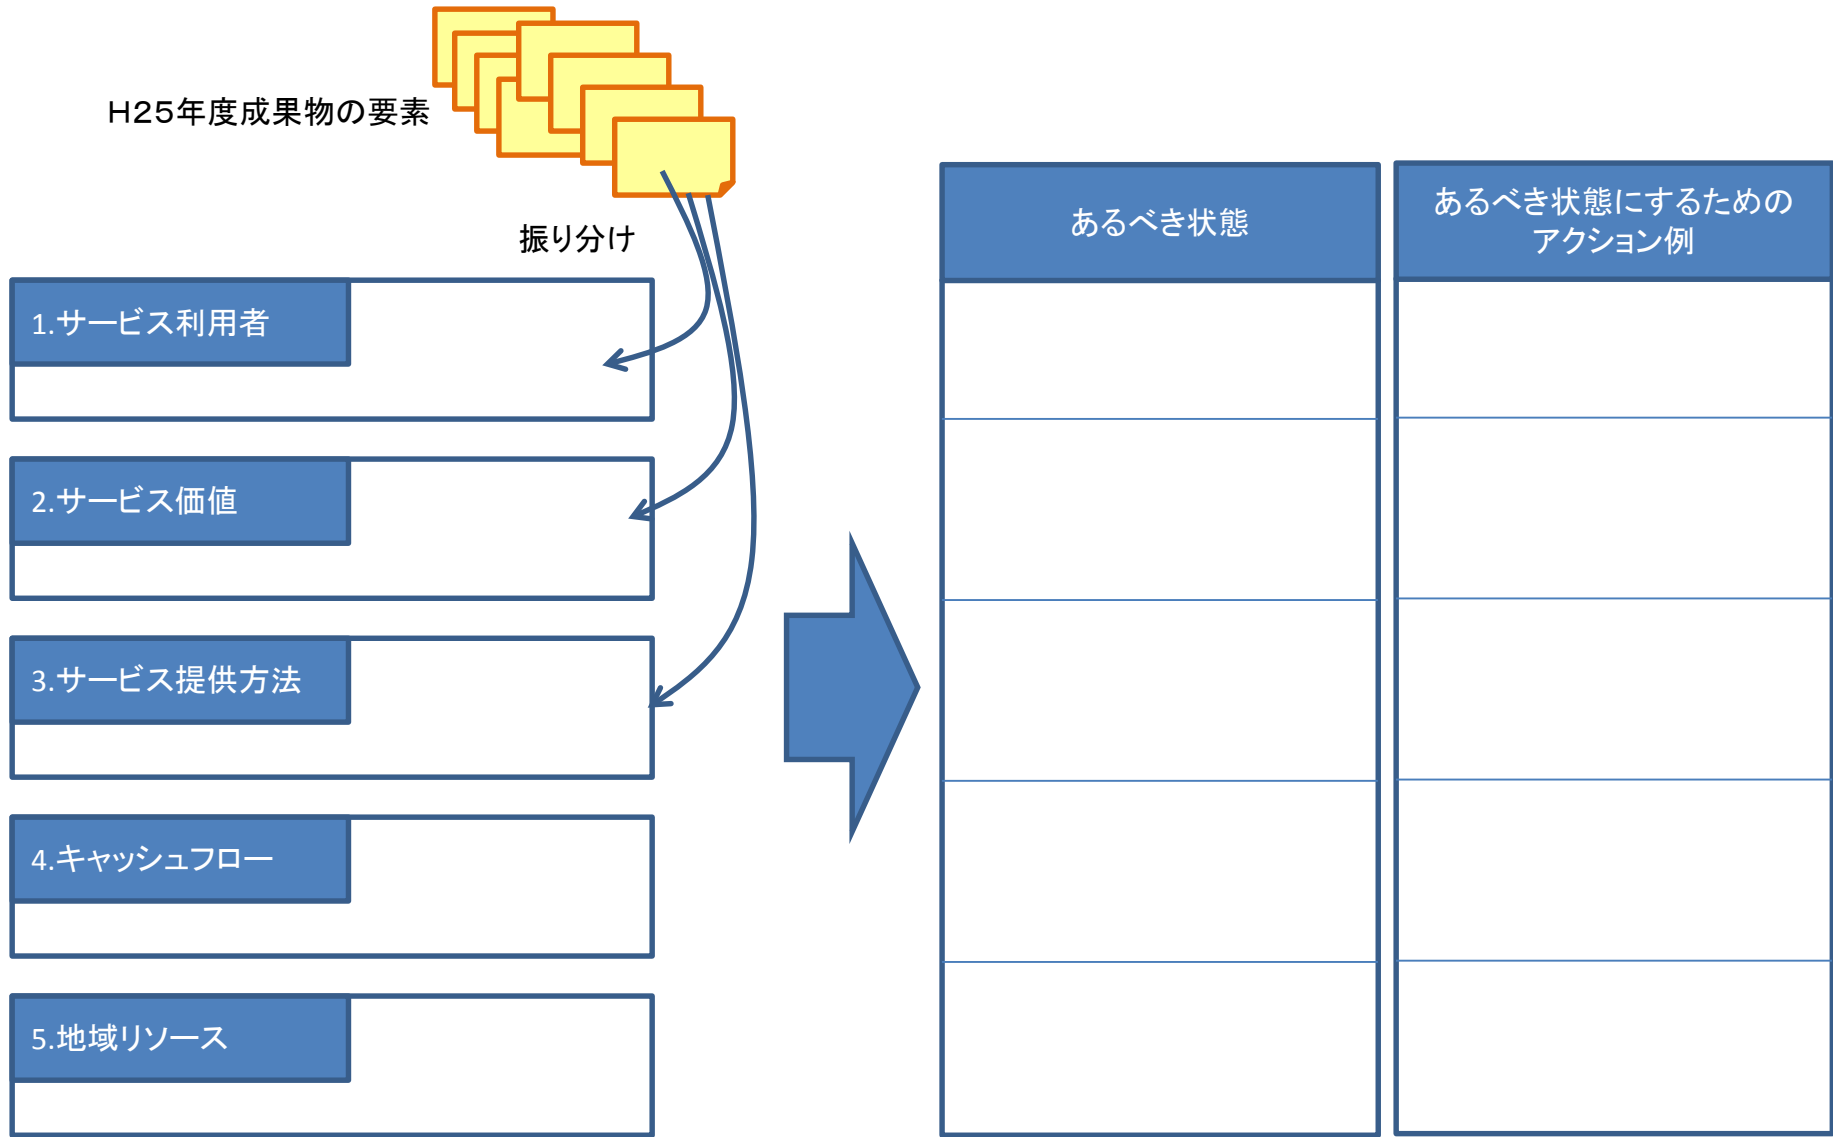 H25年度成果物の要素
振り分け
1.サービス利用者
2.サービス価値
3.サービス提供方法
4.キャッシュフロー
5.地域リソース
あるべき状態
あるべき状態にするための
アクション例